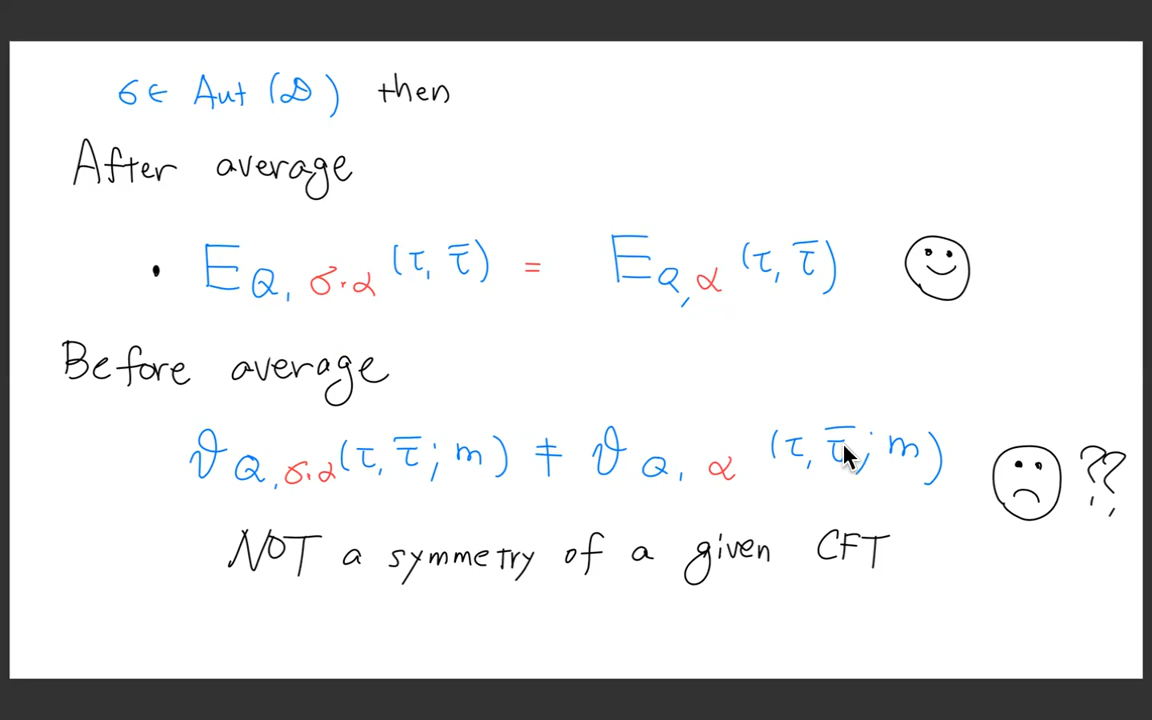 σ ∈ Aut (𝒟) then
After average
• E_{Q, σ·α} (τ, τ̄) = E_{Q, α} (τ, τ̄)
Before average
ϑ_{Q, σ·α} (τ, τ̄; m) ≠ ϑ_{Q, α} (τ, τ̄; m) ??
NOT a symmetry of a given CFT